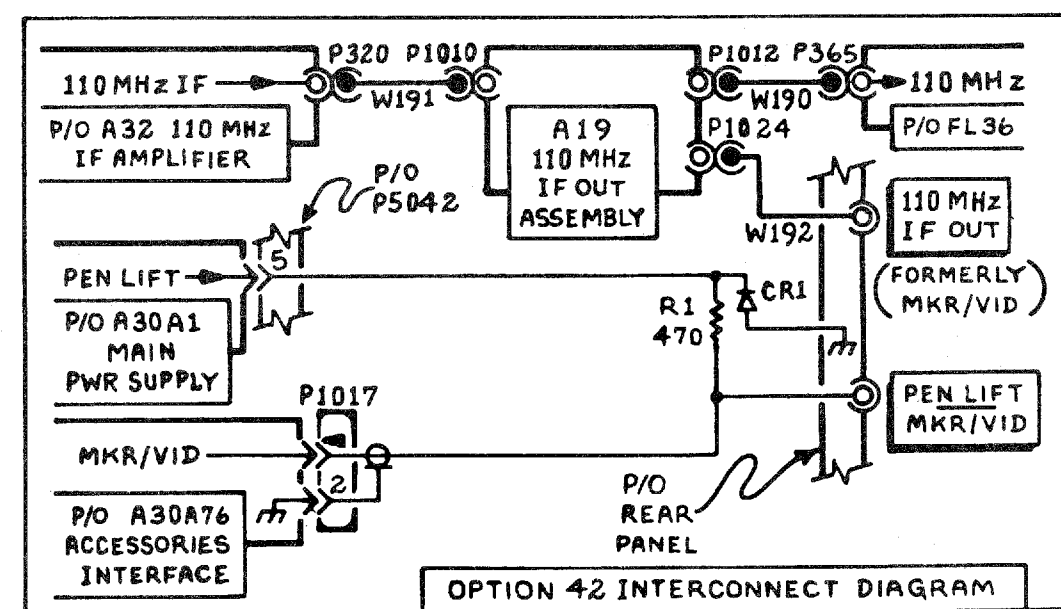 P320 P1010 P1012 P365
110 MHz IF
110 MHz
W191
W190
P/O A32 110 MHz
IF AMPLIFIER
P/O
P5042
A19
110 MHz
IF OUT
ASSEMBLY
P1024
P/O FL36
W192
110 MHz
IF OUT
(FORMERLY
MKR/VID)
5
PEN LIFT
P/O A30A1
MAIN
PWR SUPPLY
R1
470
CR1
P1017
MKR/VID
2
P/O A30A76
ACCESSORIES
INTERFACE
PEN LIFT
MKR/VID
P/O
REAR
PANEL
OPTION 42 INTERCONNECT DIAGRAM